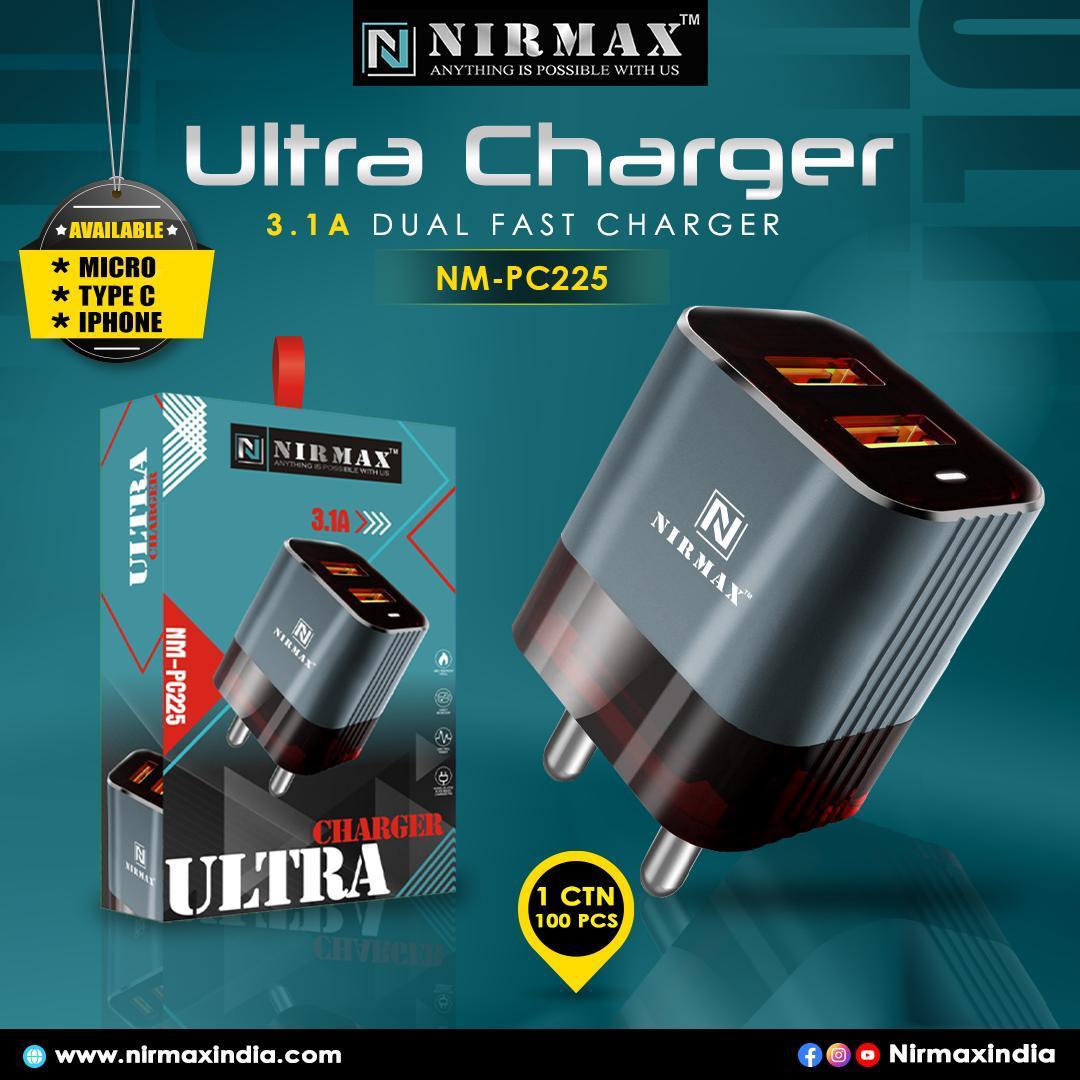 N NIRMAX™
ANYTHING IS POSSIBLE WITH US
Ultra Charger
3.1A DUAL FAST CHARGER
NM-PC225
★AVAILABLE★
* MICRO
* TYPE C
* IPHONE
N NIRMAX™
ANYTHING IS POSSIBLE WITH US
ULTRA
CHARGER
3.1A
NM-PC225
N
NIRMAX
N
NIRMAX
CHARGER
ULTRA
N
NIRMAX™
1 CTN
100 PCS
www.nirmaxindia.com
Nirmaxindia